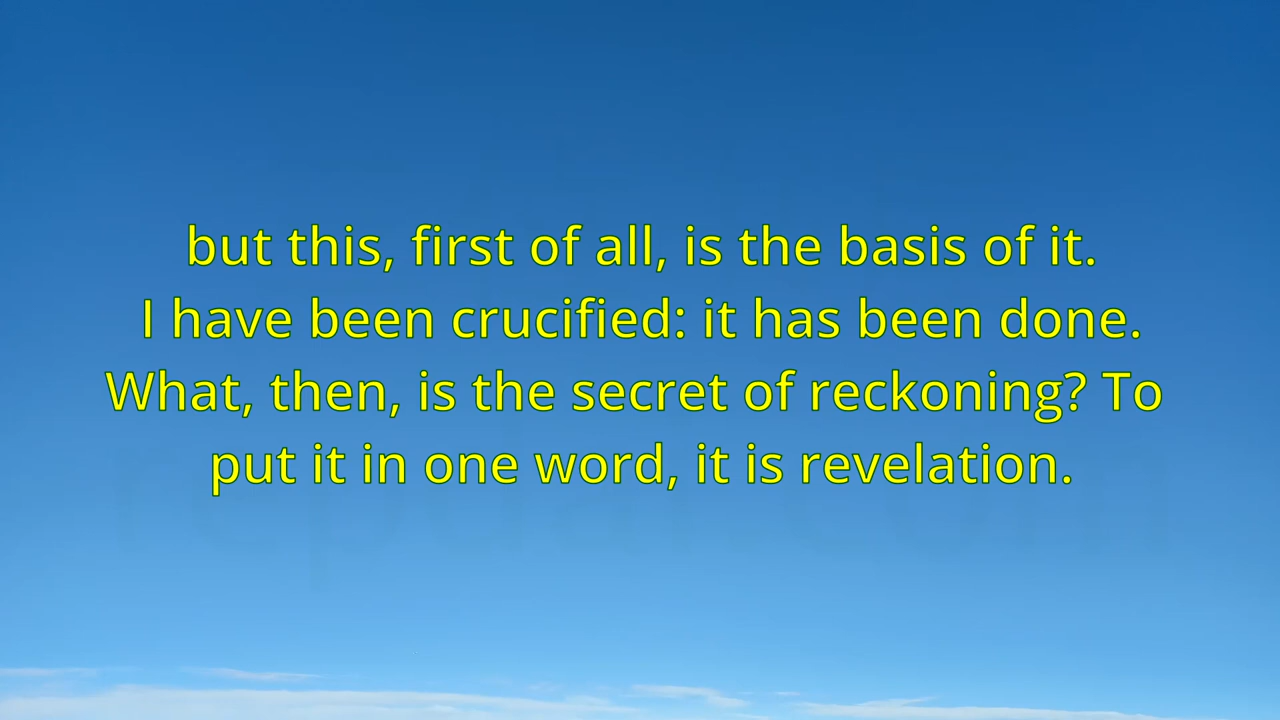 but this, first of all, is the basis of it.
I have been crucified: it has been done.
What, then, is the secret of reckoning? To
put it in one word, it is revelation.